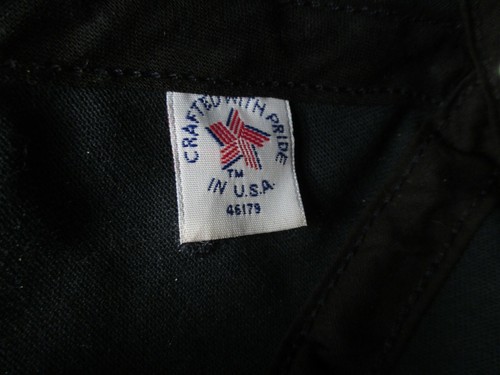 CRAFTED WITH PRIDE
TM
IN U.S.A.
46179